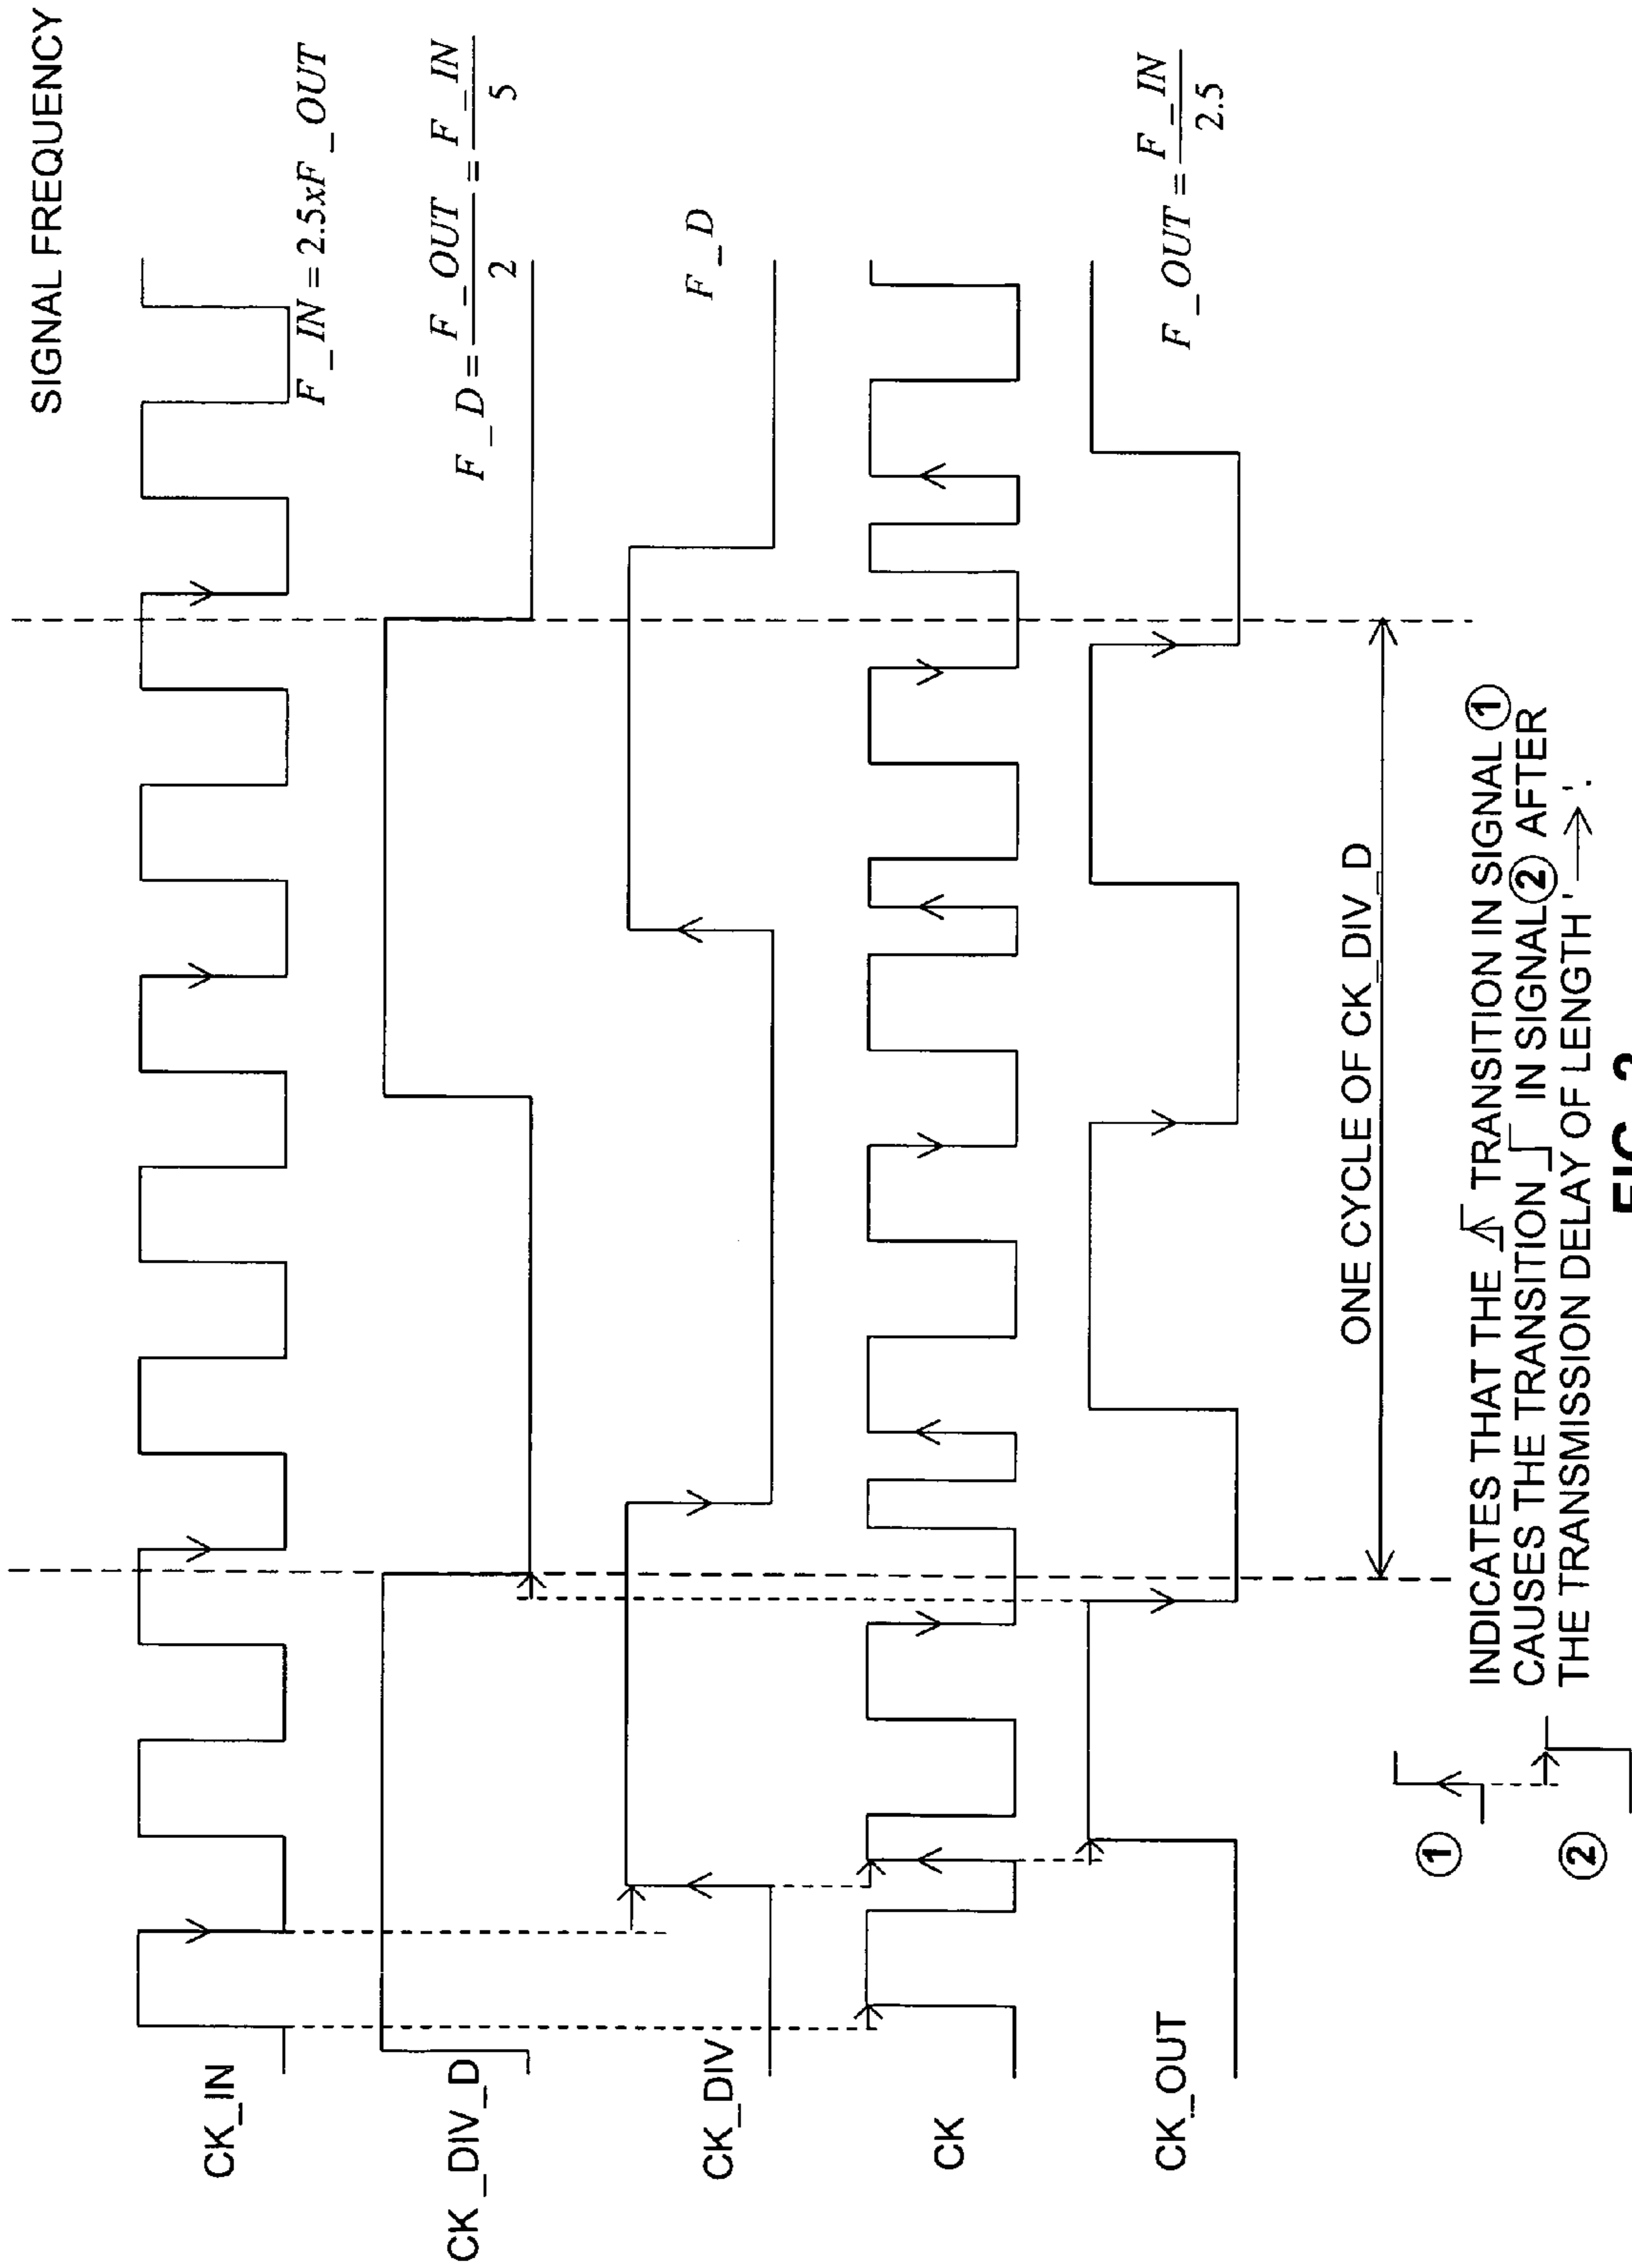 SIGNAL FREQUENCY
CK_IN
F_IN = 2.5xF_OUT
CK_DIV_D
F_D = F_OUT / 2 = F_IN / 5
CK_DIV
F_D
CK
CK_OUT
F_OUT = F_IN / 2.5
ONE CYCLE OF CK_DIV_D
① INDICATES THAT THE TRANSITION IN SIGNAL ①
CAUSES THE TRANSITION IN SIGNAL ② AFTER
② THE TRANSMISSION DELAY OF LENGTH '→'.